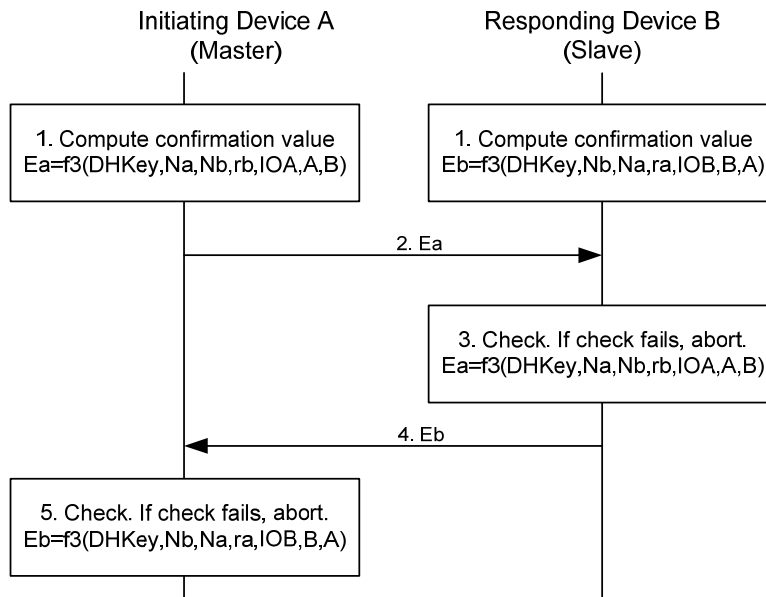 Initiating Device A
(Master)
Responding Device B
(Slave)
1. Compute confirmation value
Ea=f3(DHKey,Na,Nb,rb,IOA,A,B)
1. Compute confirmation value
Eb=f3(DHKey,Nb,Na,ra,IOB,B,A)
2. Ea
3. Check. If check fails, abort.
Ea=f3(DHKey,Na,Nb,rb,IOA,A,B)
4. Eb
5. Check. If check fails, abort.
Eb=f3(DHKey,Nb,Na,ra,IOB,B,A)